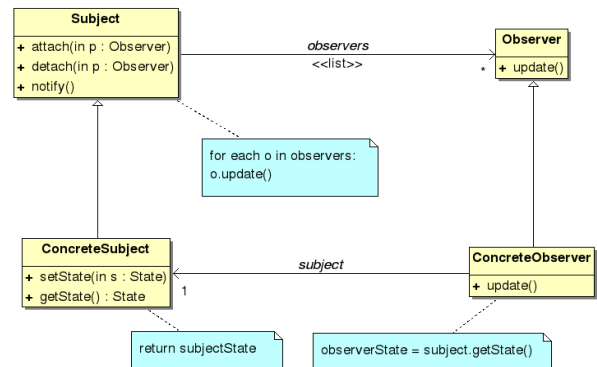 Subject
+ attach(in p : Observer)
+ detach(in p : Observer)
+ notify()
observers
<<list>>
*
Observer
+ update()
for each o in observers:
o.update()
ConcreteSubject
+ setState(in s : State)
+ getState() : State
subject
1
ConcreteObserver
+ update()
return subjectState
observerState = subject.getState()